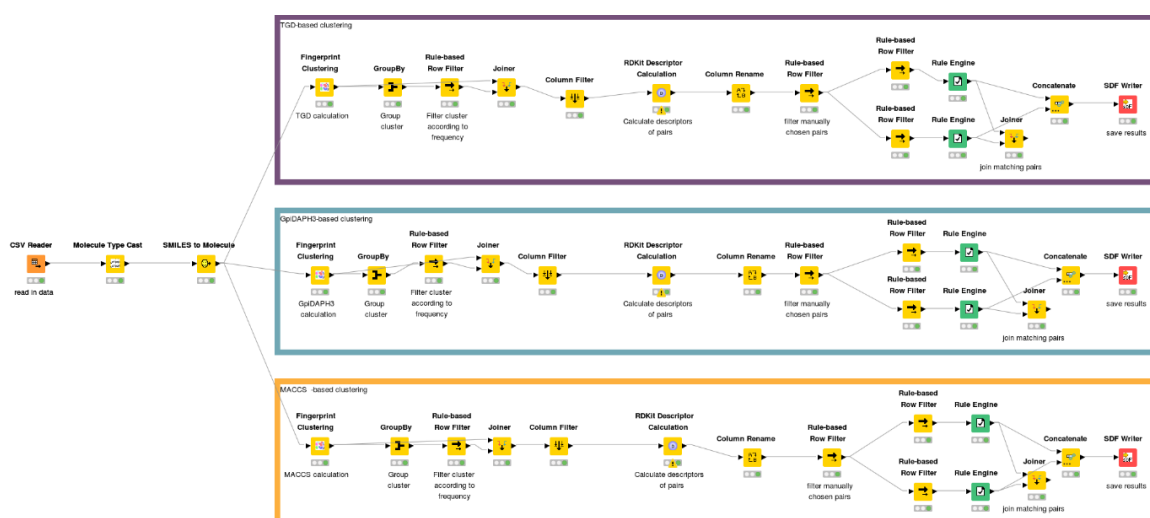 TGD-based clustering
Fingerprint
Clustering
TGD calculation
GroupBy
Group
cluster
Rule-based
Row Filter
Filter cluster
according to
frequency
Joiner
Column Filter
RDKit Descriptor
Calculation
Calculate descriptors
of pairs
Column Rename
Rule-based
Row Filter
filter manually
chosen pairs
Rule-based
Row Filter
Rule Engine
Rule-based
Row Filter
Rule Engine
Joiner
join matching pairs
Concatenate
SDF Writer
save results
CSV Reader
read in data
Molecule Type Cast
SMILES to Molecule
GpiDAPH3-based clustering
Fingerprint
Clustering
GpiDAPH3
calculation
GroupBy
Group
cluster
Rule-based
Row Filter
Filter cluster
according to
frequency
Joiner
Column Filter
RDKit Descriptor
Calculation
Calculate descriptors
of pairs
Column Rename
Rule-based
Row Filter
filter manually
chosen pairs
Rule-based
Row Filter
Rule Engine
Rule-based
Row Filter
Rule Engine
Joiner
join matching pairs
Concatenate
SDF Writer
save results
MACCS -based clustering
Fingerprint
Clustering
MACCS calculation
GroupBy
Group
cluster
Rule-based
Row Filter
Filter cluster
according to
frequency
Joiner
Column Filter
RDKit Descriptor
Calculation
Calculate descriptors
of pairs
Column Rename
Rule-based
Row Filter
filter manually
chosen pairs
Rule-based
Row Filter
Rule Engine
Rule-based
Row Filter
Rule Engine
Joiner
join matching pairs
Concatenate
SDF Writer
save results